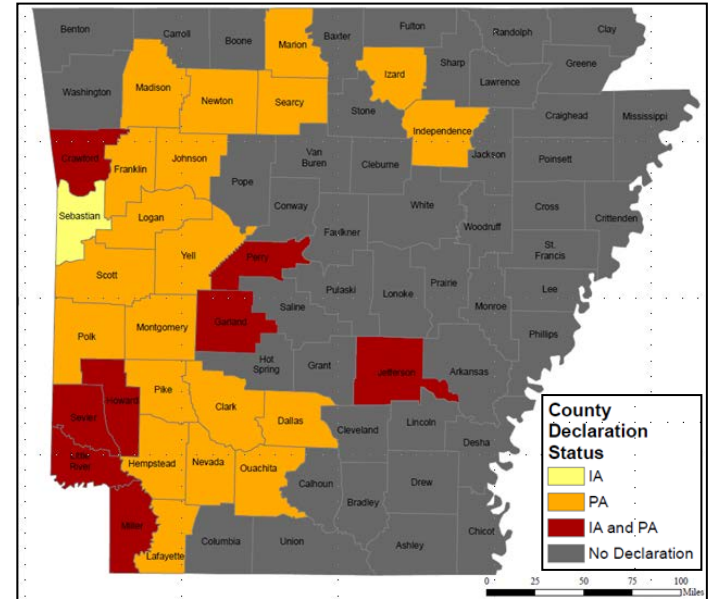 Benton
Carroll
Boone
Marion
Baxter
Fulton
Randolph
Clay
Washington
Madison
Newton
Searcy
Izard
Sharp
Lawrence
Greene
Stone
Independence
Craighead
Mississippi
Crawford
Franklin
Johnson
Pope
Van
Buren
Cleburne
Jackson
Poinsett
Sebastian
Logan
Conway
White
Cross
Crittenden
Faulkner
Woodruff
St.
Francis
Scott
Yell
Perry
Pulaski
Lonoke
Prairie
Lee
Monroe
Saline
Garland
Phillips
Polk
Montgomery
Hot
Spring
Grant
Jefferson
Arkansas
Howard
Pike
Sevier
Clark
Dallas
Cleveland
Lincoln
Desha
Little
River
Hempstead
Nevada
Ouachita
Calhoun
Drew
Bradley
Miller
Lafayette
Columbia
Union
Ashley
Chicot
County
Declaration
Status
IA
PA
IA and PA
No Declaration
0 25 50 75 100
Miles